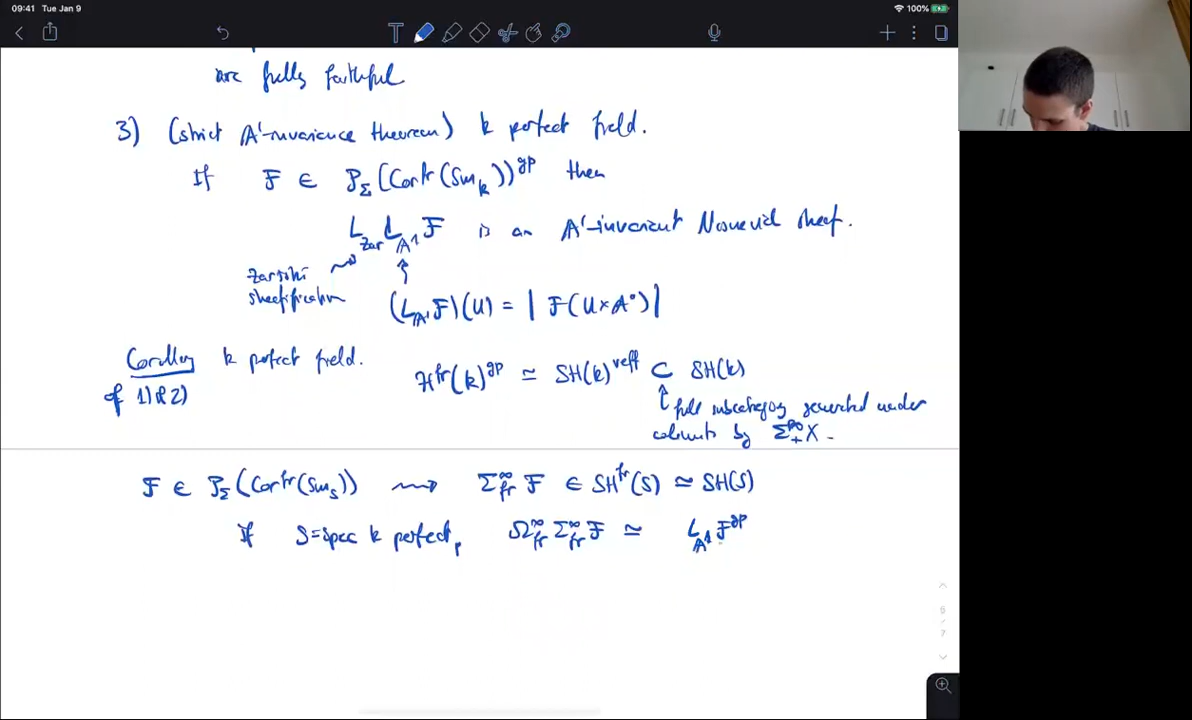 09:41 Tue Jan 9
100%
are fully faithful
3) (strict A¹-invariance theorem) k perfect field.
If F ∈ P_Σ(Corr^fr(Sm_k))^gp then
L_Zar L_A¹ F is an A¹-invariant Nisnevich sheaf.
Zariski
sheafification
(L_A¹ F)(U) = | F(U×A•) |
Corollary k perfect field.
of 1) & 2)
H^fr(k)^gp ≃ SH(k)^veff ⊂ SH(k)
full subcategory generated under
colimits by Σ^∞_+ X.
F ∈ P_Σ(Corr^fr(Sm_S)) ⇝ Σ^∞_fr F ∈ SH^fr(S) ≃ SH(S)
If S=Spec k perfect, Ω^∞_fr Σ^∞_fr F ≃ L_A¹ F^gp
6
/
7